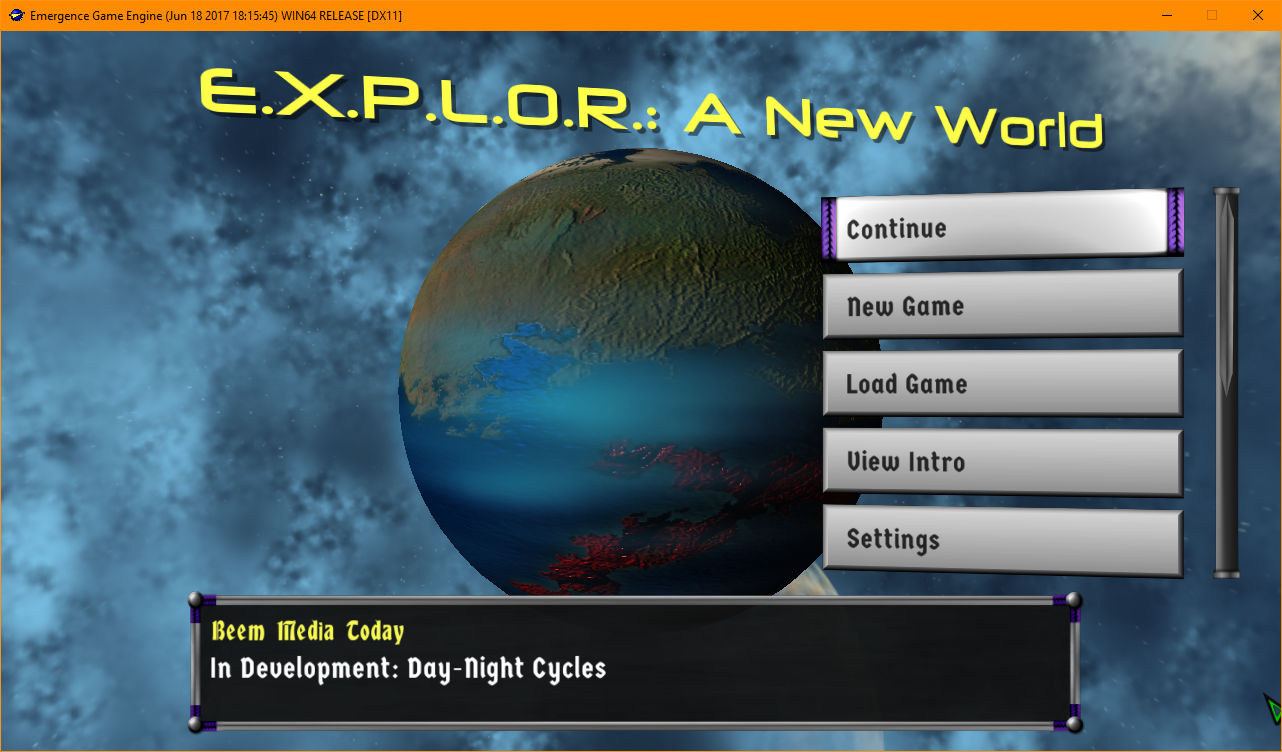 Emergence Game Engine (Jun 18 2017 18:15:45) WIN64 RELEASE [DX11]
E.X.P.L.O.R.: A New World
Continue
New Game
Load Game
View Intro
Settings
Beem Media Today
In Development: Day-Night Cycles